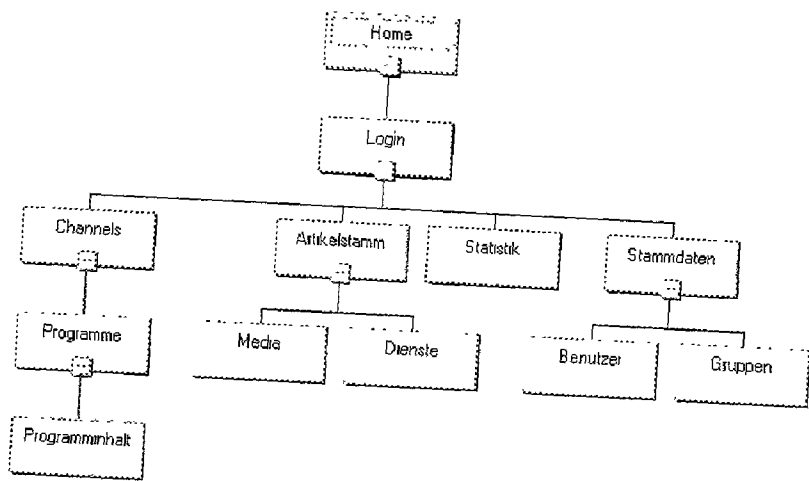 Home
Login
Channels
Artikelstamm
Statistik
Stammdaten
Programme
Media
Dienste
Benutzer
Gruppen
Programminhalt